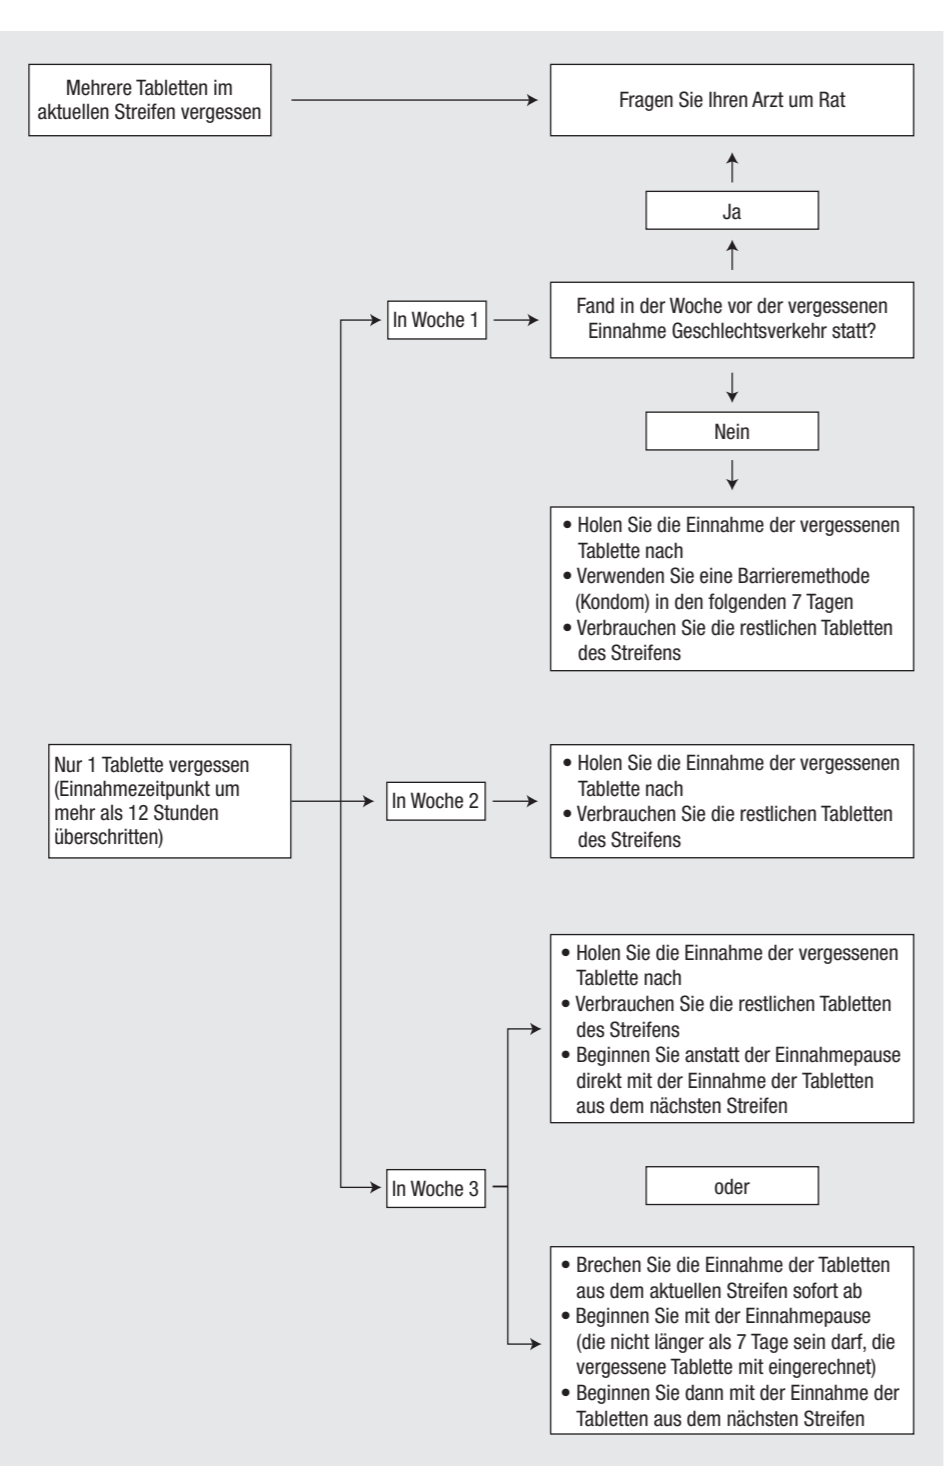 Mehrere Tabletten im
aktuellen Streifen vergessen
Fragen Sie Ihren Arzt um Rat
Ja
In Woche 1
Fand in der Woche vor der vergessenen
Einnahme Geschlechtsverkehr statt?
Nein
• Holen Sie die Einnahme der vergessenen
Tablette nach
• Verwenden Sie eine Barrieremethode
(Kondom) in den folgenden 7 Tagen
• Verbrauchen Sie die restlichen Tabletten
des Streifens
Nur 1 Tablette vergessen
(Einnahmezeitpunkt um
mehr als 12 Stunden
überschritten)
In Woche 2
• Holen Sie die Einnahme der vergessenen
Tablette nach
• Verbrauchen Sie die restlichen Tabletten
des Streifens
In Woche 3
• Holen Sie die Einnahme der vergessenen
Tablette nach
• Verbrauchen Sie die restlichen Tabletten
des Streifens
• Beginnen Sie anstatt der Einnahmepause
direkt mit der Einnahme der Tabletten
aus dem nächsten Streifen
oder
• Brechen Sie die Einnahme der Tabletten
aus dem aktuellen Streifen sofort ab
• Beginnen Sie mit der Einnahmepause
(die nicht länger als 7 Tage sein darf, die
vergessene Tablette mit eingerechnet)
• Beginnen Sie dann mit der Einnahme der
Tabletten aus dem nächsten Streifen